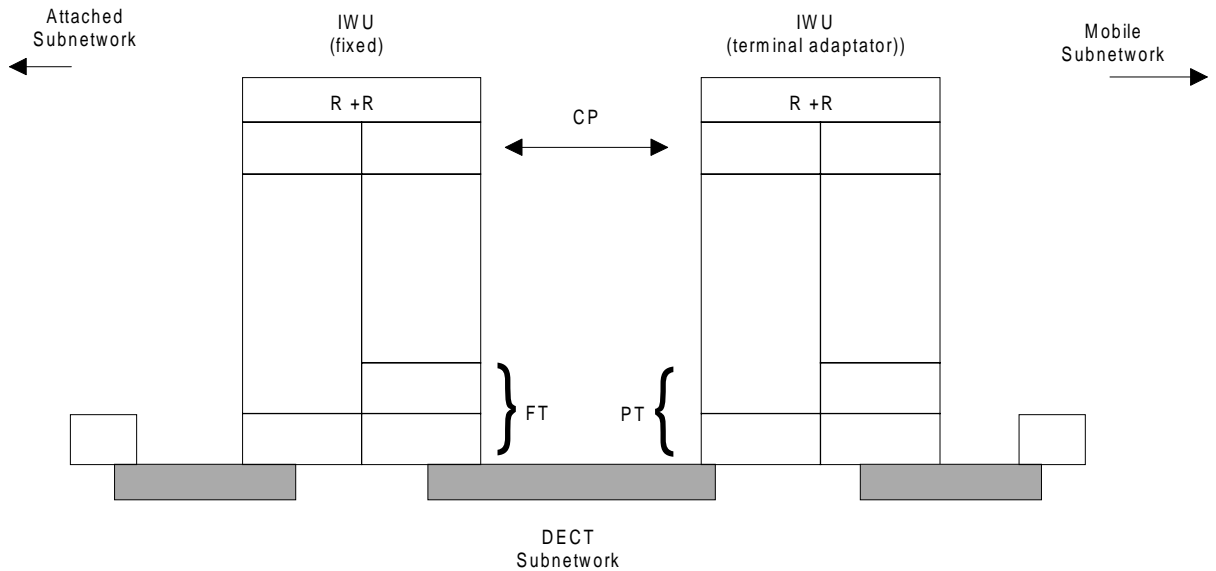 Attached
Subnetwork
IWU
(fixed)
IWU
(terminal adaptator))
Mobile
Subnetwork
R +R
CP
R +R
FT
PT
DECT
Subnetwork